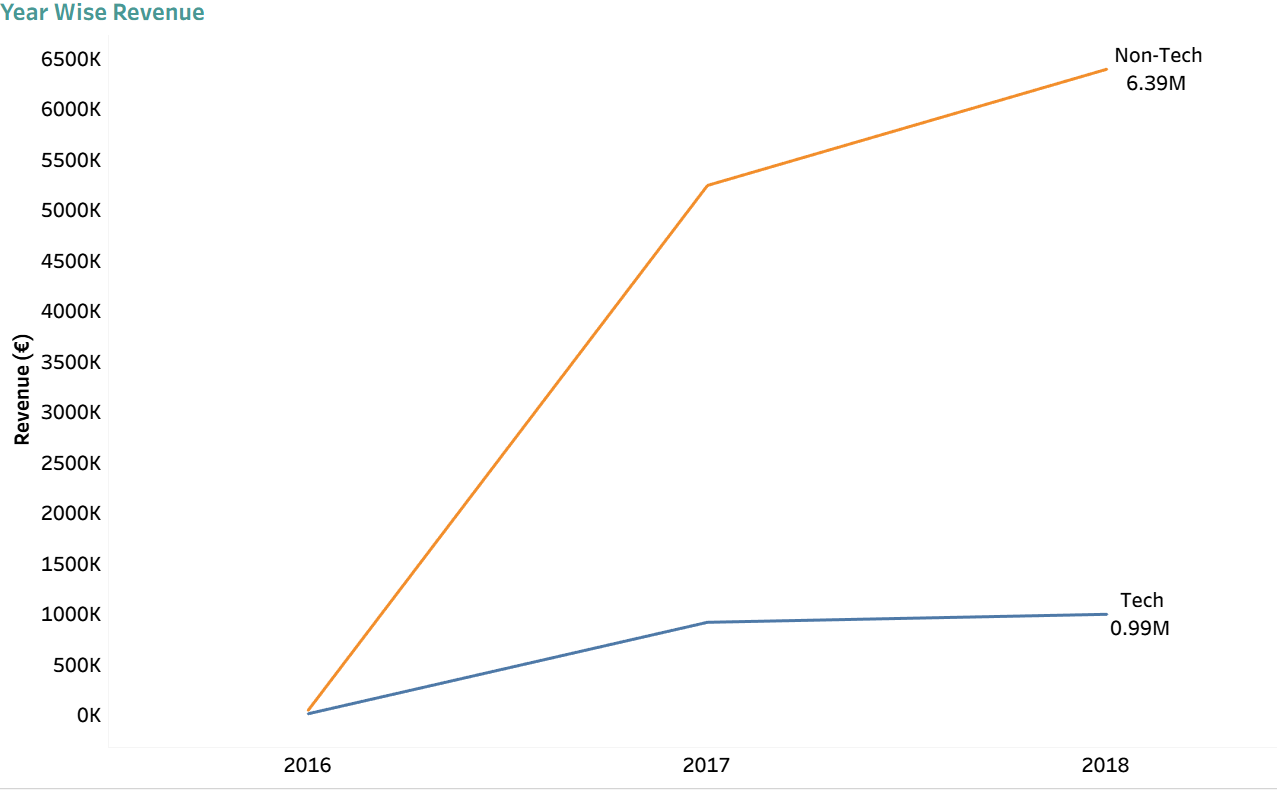 Year Wise Revenue
6500K
6000K
5500K
5000K
4500K
4000K
3500K
3000K
2500K
2000K
1500K
1000K
500K
0K
Revenue (€)
Non-Tech
6.39M
Tech
0.99M
2016
2017
2018